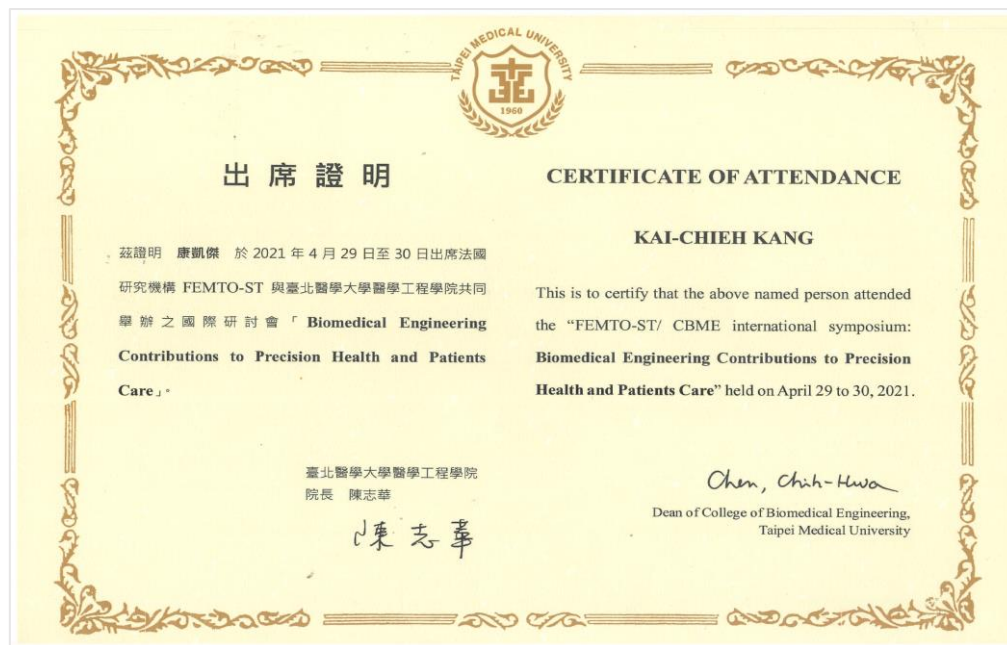 TAIPEI MEDICAL UNIVERSITY
1960
出席證明
茲證明 康凱傑 於 2021 年 4 月 29 日至 30 日出席法國
研究機構 FEMTO-ST 與臺北醫學大學醫學工程學院共同
舉辦之國際研討會「Biomedical Engineering
Contributions to Precision Health and Patients
Care」。
臺北醫學大學醫學工程學院
院長 陳志華
陳志華
CERTIFICATE OF ATTENDANCE
KAI-CHIEH KANG
This is to certify that the above named person attended
the “FEMTO-ST/ CBME international symposium:
Biomedical Engineering Contributions to Precision
Health and Patients Care” held on April 29 to 30, 2021.
Chen, Chih-Hwa
Dean of College of Biomedical Engineering,
Taipei Medical University